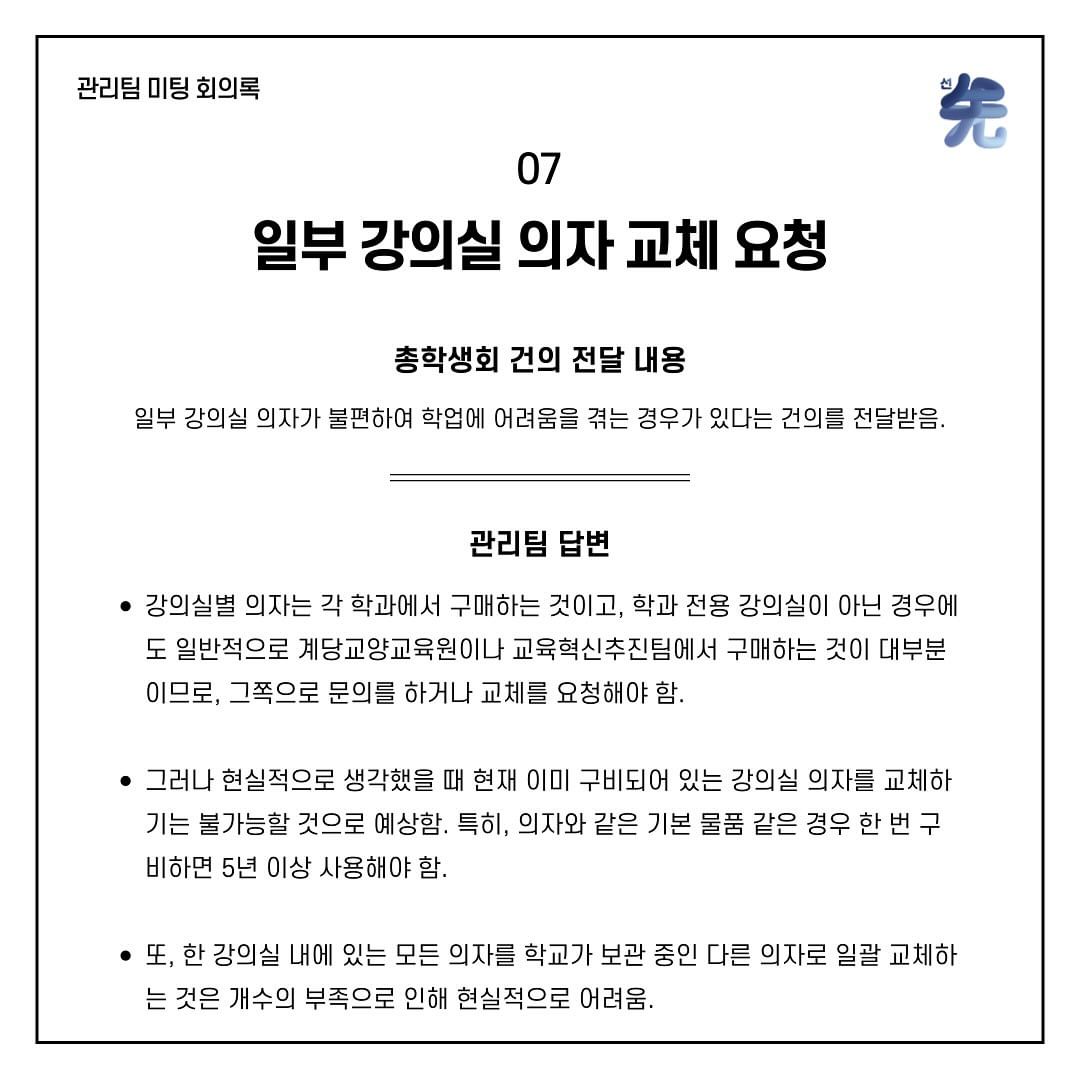 관리팀 미팅 회의록
선
先
07
일부 강의실 의자 교체 요청
총학생회 건의 전달 내용
일부 강의실 의자가 불편하여 학업에 어려움을 겪는 경우가 있다는 건의를 전달받음.
관리팀 답변
• 강의실별 의자는 각 학과에서 구매하는 것이고, 학과 전용 강의실이 아닌 경우에
도 일반적으로 계당교양교육원이나 교육혁신추진팀에서 구매하는 것이 대부분
이므로, 그쪽으로 문의를 하거나 교체를 요청해야 함.
• 그러나 현실적으로 생각했을 때 현재 이미 구비되어 있는 강의실 의자를 교체하
기는 불가능할 것으로 예상함. 특히, 의자와 같은 기본 물품 같은 경우 한 번 구
비하면 5년 이상 사용해야 함.
• 또, 한 강의실 내에 있는 모든 의자를 학교가 보관 중인 다른 의자로 일괄 교체하
는 것은 개수의 부족으로 인해 현실적으로 어려움.